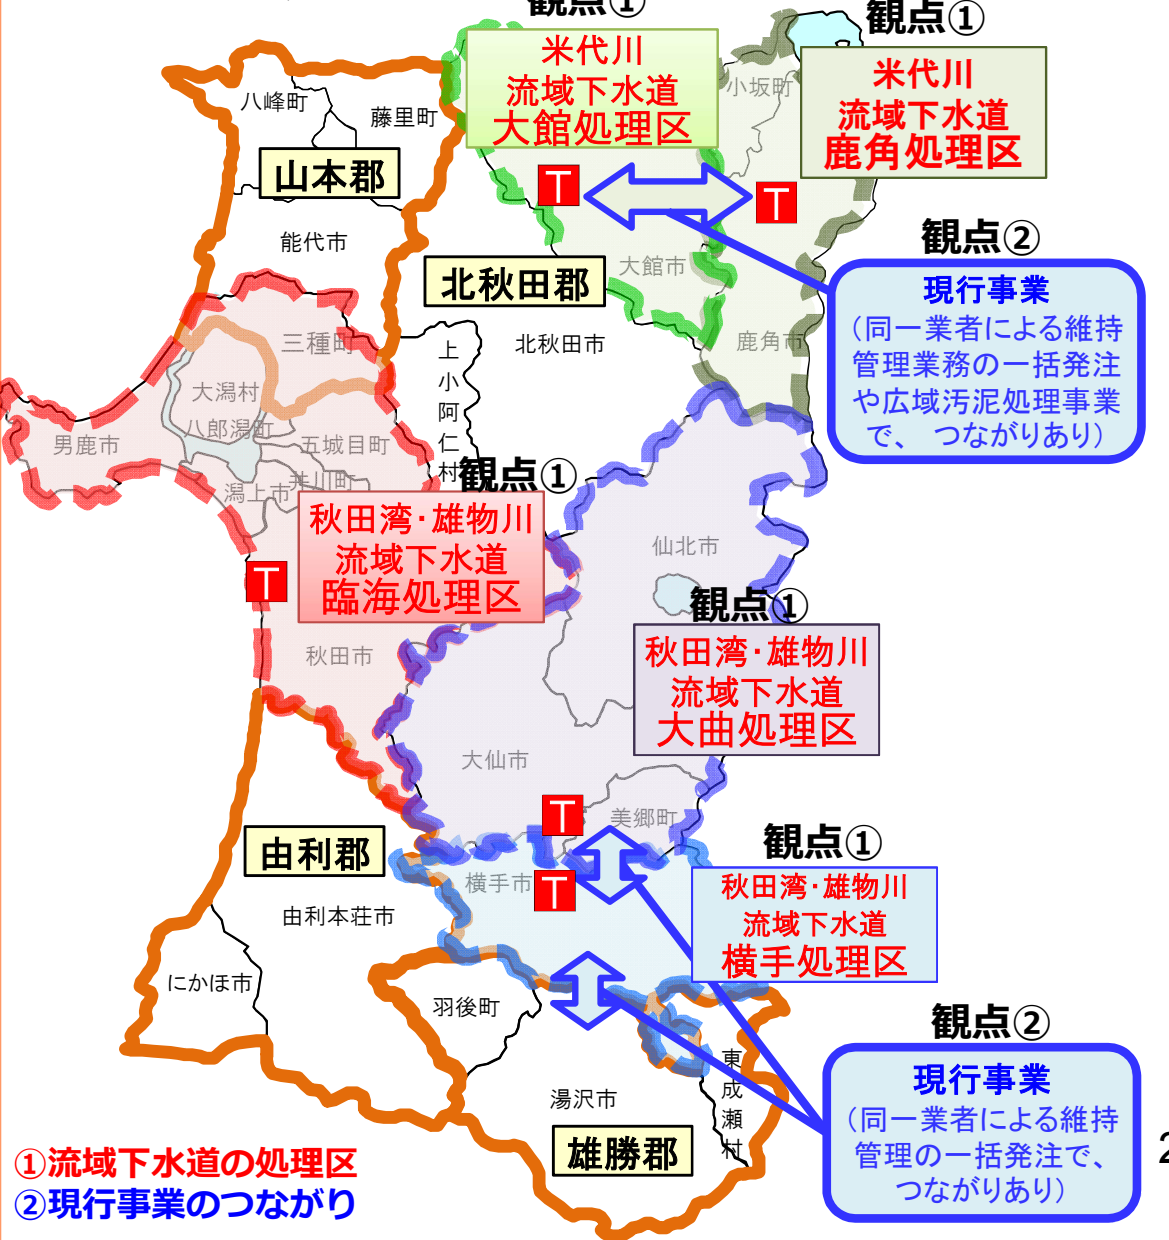 観点①
観点①
米代川
流域下水道
大館処理区
米代川
流域下水道
鹿角処理区
小坂町
八峰町
藤里町
山本郡
T
T
能代市
観点②
大館市
北秋田郡
現行事業
（同一業者による維持
管理業務の一括発注
や広域汚泥処理事業
で、 つながりあり）
三種町
上小阿仁村
北秋田市
鹿角市
大潟村
八郎潟町
男鹿市
五城目町
井川町
潟上市
観点①
秋田湾･雄物川
流域下水道
臨海処理区
T
仙北市
観点①
秋田湾･雄物川
流域下水道
大曲処理区
秋田市
大仙市
T
美郷町
由利郡
観点①
横手市
T
秋田湾･雄物川
流域下水道
横手処理区
由利本荘市
にかほ市
羽後町
観点②
東成瀬村
現行事業
（同一業者による維持
管理の一括発注で、
つながりあり）
湯沢市
雄勝郡
①流域下水道の処理区
②現行事業のつながり
2